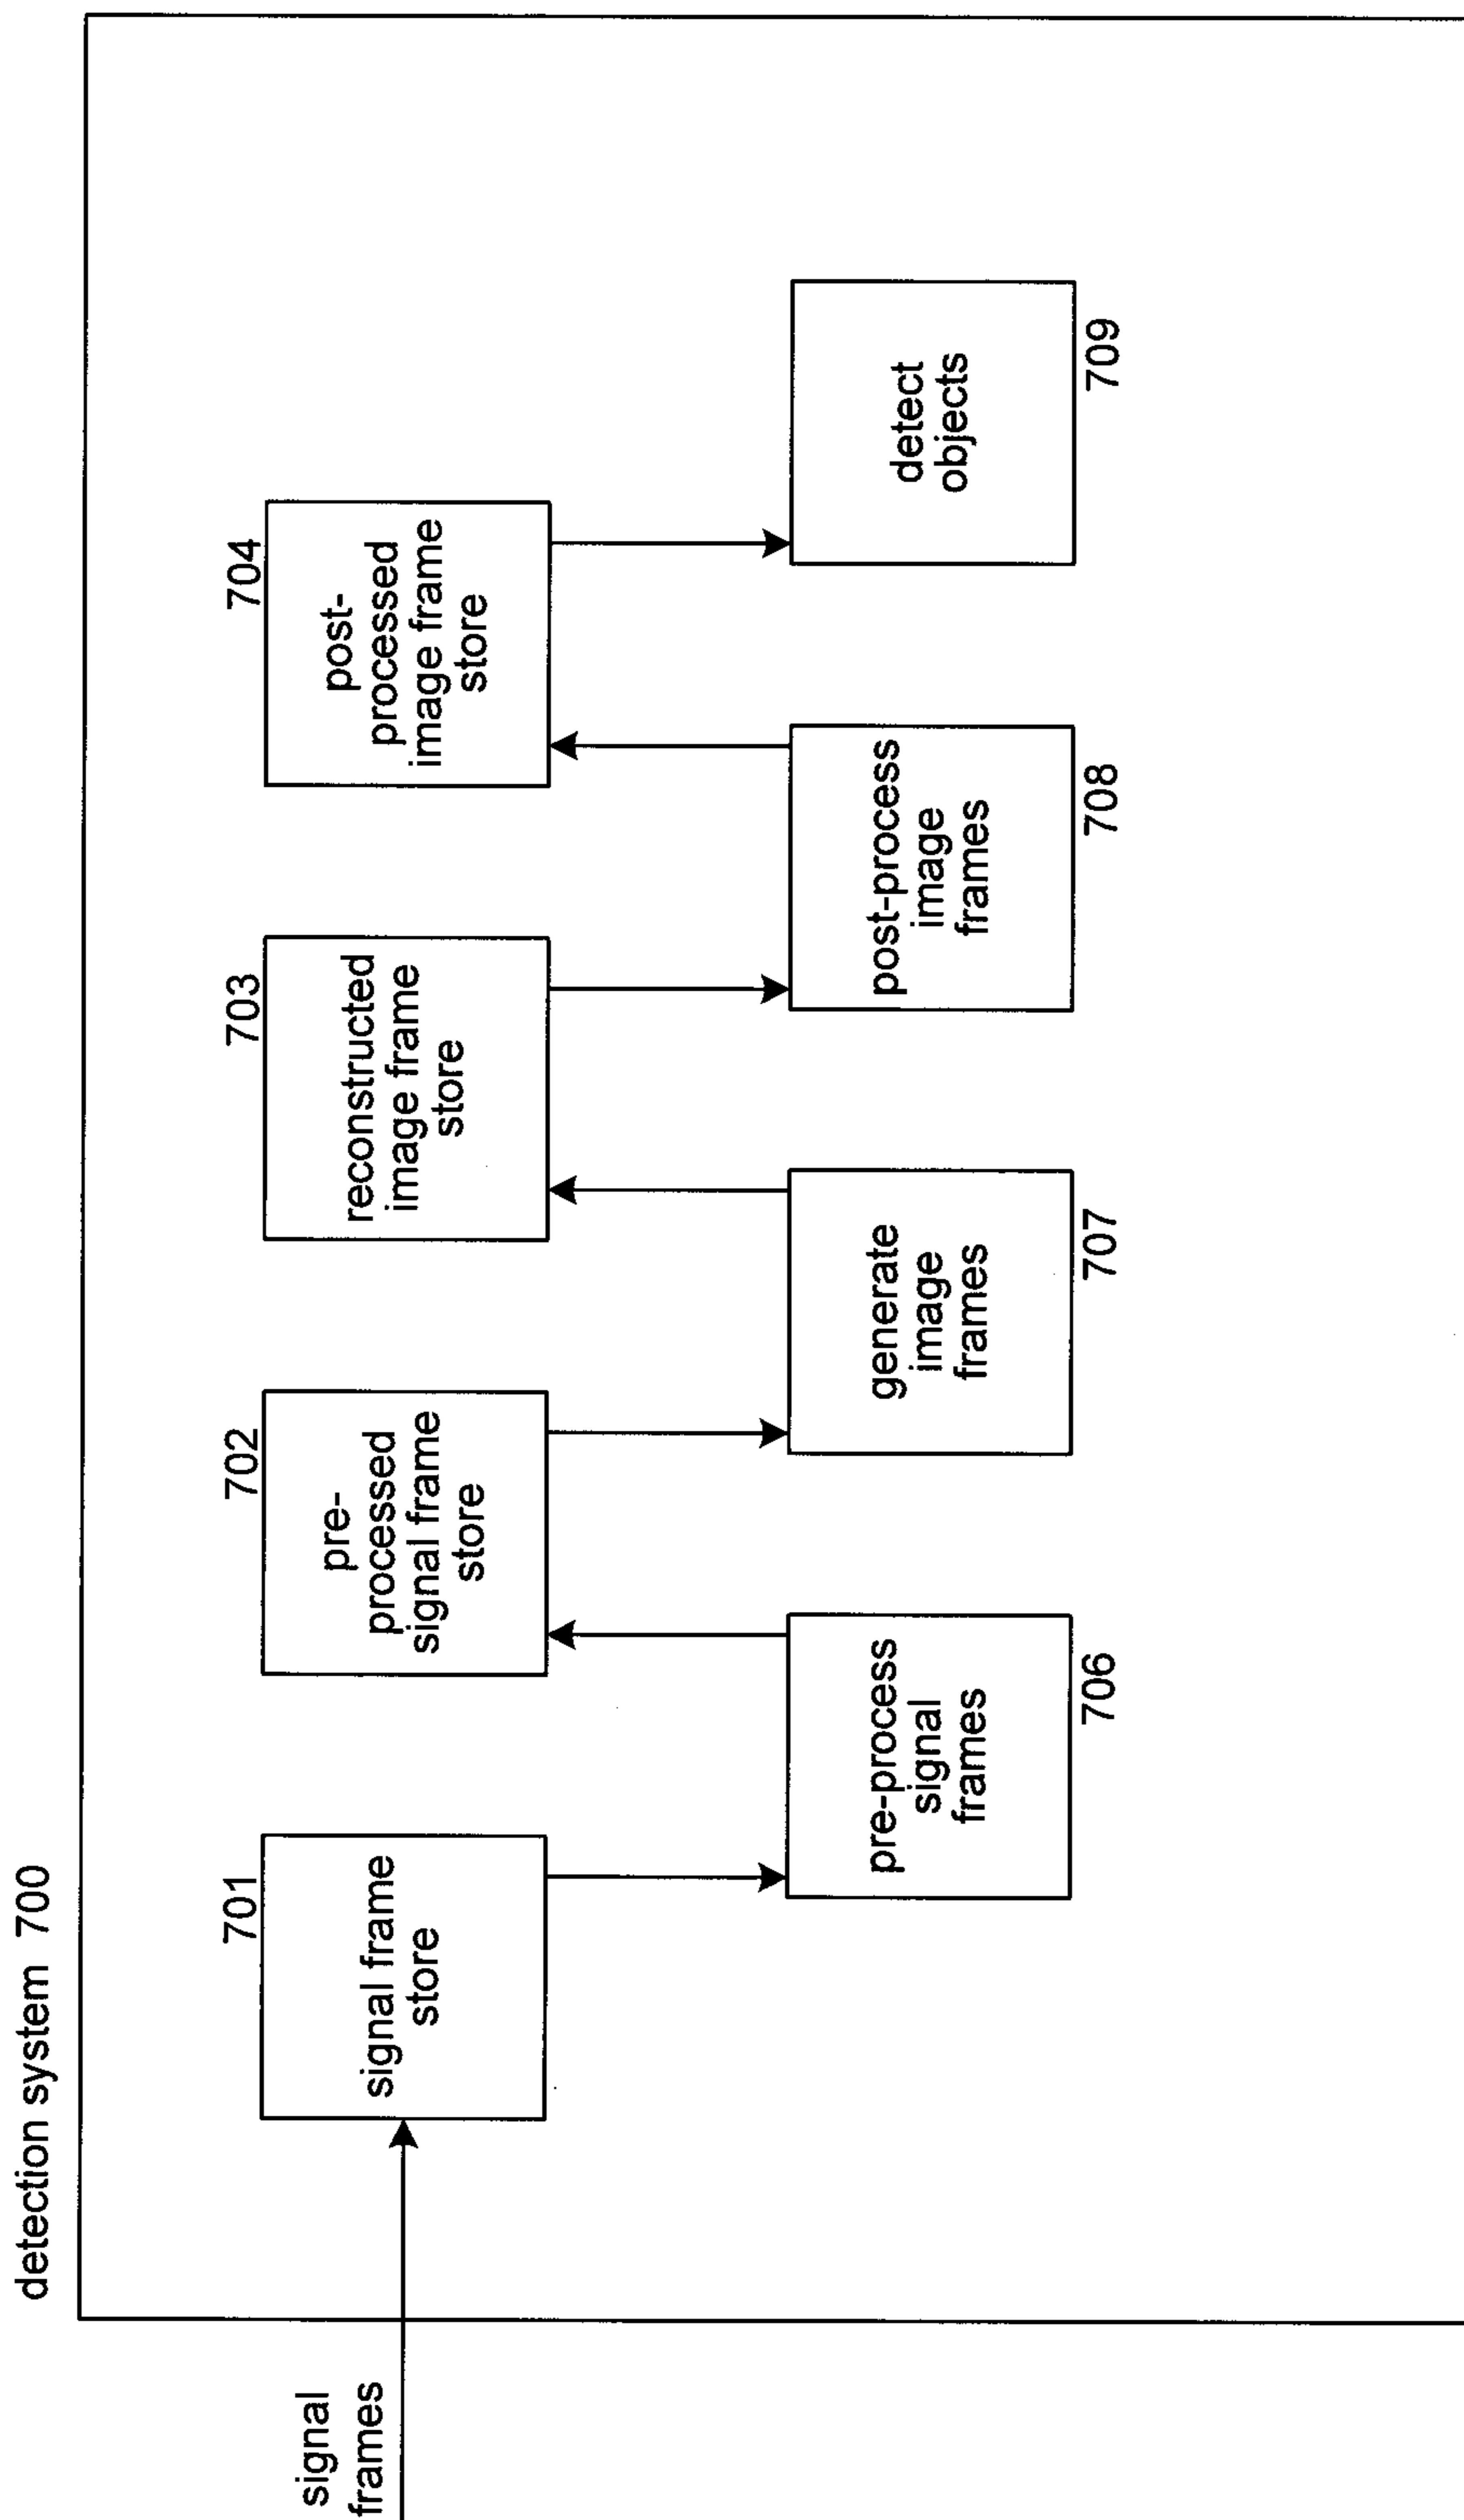 detection system 700
signal
frames
701
signal frame
store
702
pre-
processed
signal frame
store
703
reconstructed
image frame
store
704
post-
processed
image frame
store
pre-process
signal
frames
706
generate
image
frames
707
post-process
image
frames
708
detect
objects
709